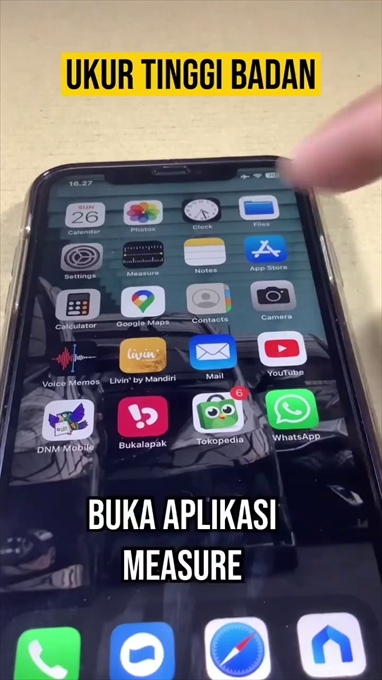 UKUR TINGGI BADAN
16.27
SUN
26
Calendar
Photos
Clock
Files
Settings
Measure
Notes
App Store
Calculator
Google Maps
Contacts
Camera
Voice Memos
livin'
Livin' by Mandiri
Mail
YouTube
6
DNM Mobile
Bukalapak
Tokopedia
WhatsApp
BUKA APLIKASI
MEASURE